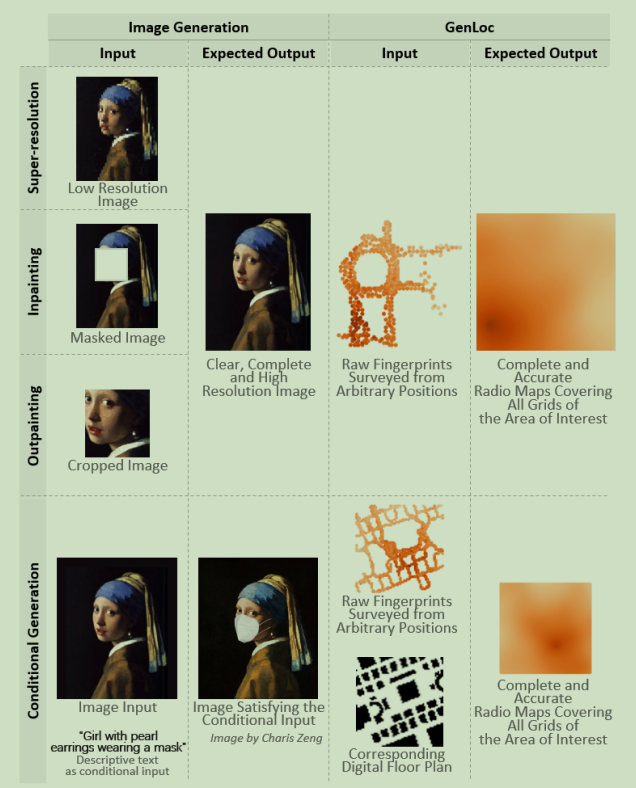 Image Generation
GenLoc
Input
Expected Output
Input
Expected Output
Super-resolution
Low Resolution
Image
Inpainting
Masked Image
Clear, Complete
and High
Resolution Image
Raw Fingerprints
Surveyed from
Arbitrary Positions
Complete and
Accurate
Radio Maps Covering
All Grids of
the Area of Interest
Outpainting
Cropped Image
Conditional Generation
Image Input
"Girl with pearl
earrings wearing a mask"
Descriptive text
as conditional input
Image Satisfying the
Conditional Input
Image by Charis Zeng
Raw Fingerprints
Surveyed from
Arbitrary Positions
Corresponding
Digital Floor Plan
Complete and
Accurate
Radio Maps Covering
All Grids of
the Area of Interest